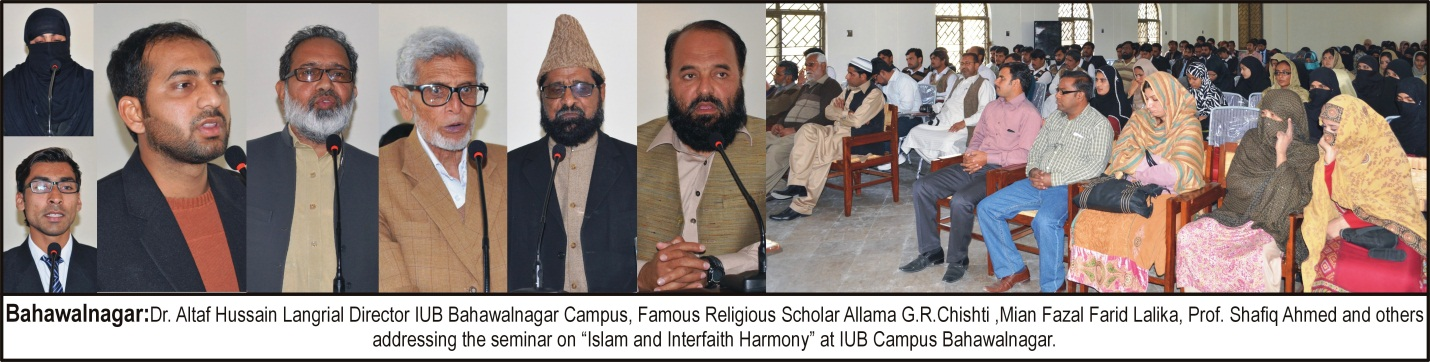 Bahawalnagar:Dr. Altaf Hussain Langrial Director IUB Bahawalnagar Campus, Famous Religious Scholar Allama G.R.Chishti ,Mian Fazal Farid Lalika, Prof. Shafiq Ahmed and others
addressing the seminar on “Islam and Interfaith Harmony” at IUB Campus Bahawalnagar.